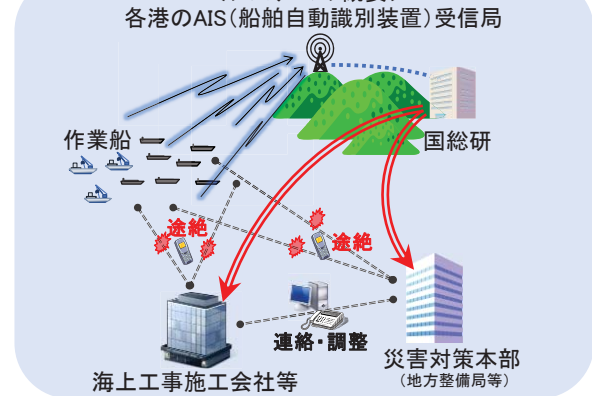 各港のAIS（船舶自動識別装置）受信局
作業船
国総研
途絶
途絶
連絡・調整
海上工事施工会社等
災害対策本部
（地方整備局等）